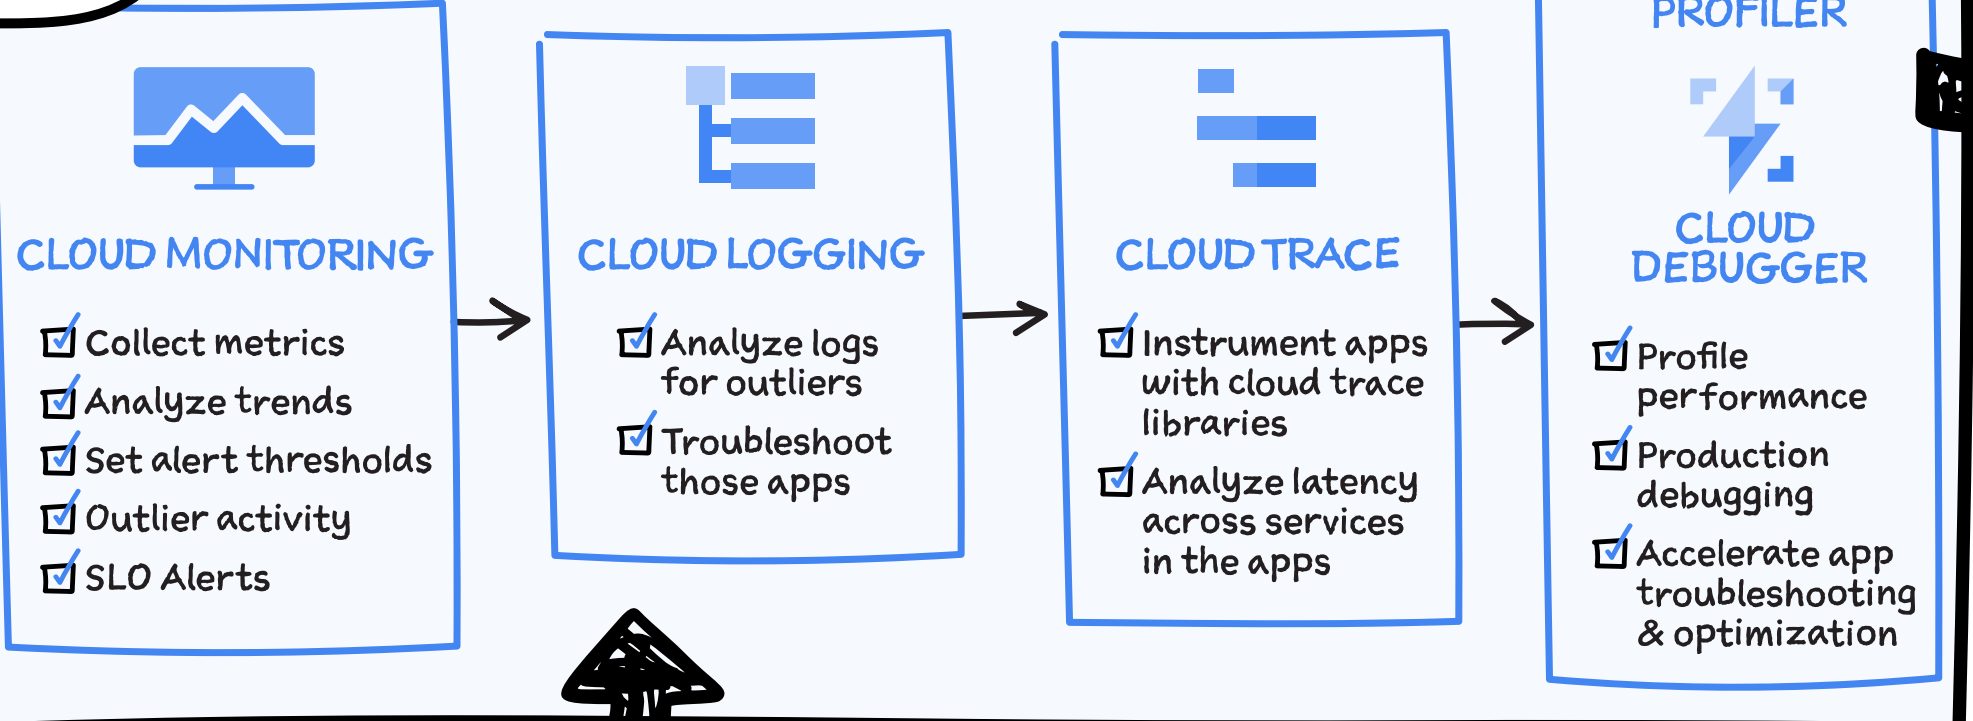 CLOUD MONITORING
Collect metrics
Analyze trends
Set alert thresholds
Outlier activity
SLO Alerts
CLOUD LOGGING
Analyze logs
for outliers
Troubleshoot
those apps
CLOUD TRACE
Instrument apps
with cloud trace
libraries
Analyze latency
across services
in the apps
PROFILER
CLOUD
DEBUGGER
Profile
performance
Production
debugging
Accelerate app
troubleshooting
& optimization